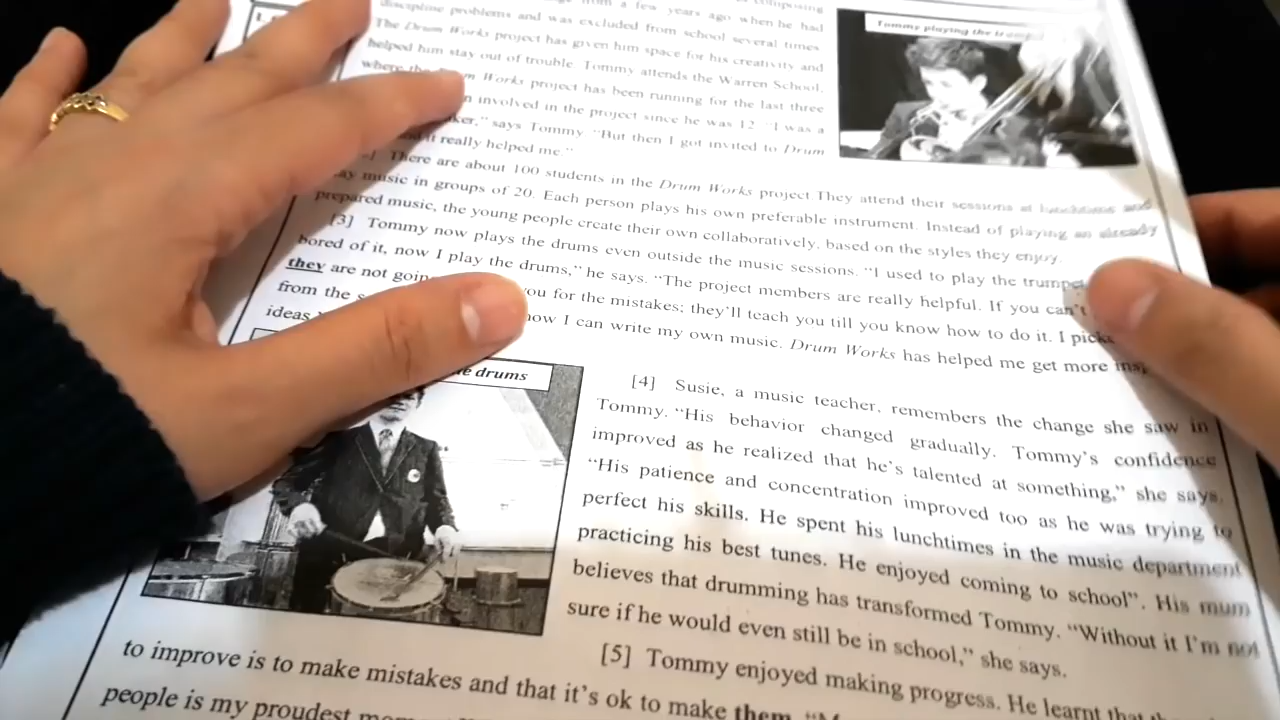 from a few years ago when he had
discipline problems and was excluded from school several times.
The Drum Works project has given him space for his creativity and
helped him stay out of trouble. Tommy attends the Warren School,
where the Works project has been running for the last three
involved in the project since he was 12. "I was a
says Tommy "But then I got invited to Drum
it really helped me."
Tommy playing the
There are about 100 students in the Drum Works project They attend their sessions at lunchtimes and
music in groups of 20. Each person plays his own preferable instrument. Instead of playing an already
prepared music, the young people create their own collaboratively, based on the styles they enjoy.
[3] Tommy now plays the drums even outside the music sessions. "I used to play the trumpet
bored of it, now I play the drums," he says. "The project members are really helpful. If you can't
they are not you for the mistakes; they'll teach you till you know how to do it. I
from the now I can write my own music. Drum Works has helped me get more
ideas
drums
[4] Susie, a music teacher, remembers the change she saw in
Tommy. "His behavior changed gradually. Tommy's confidence
improved as he realized that he's talented at something," she says.
"His patience and concentration improved too as he was trying to
perfect his skills. He spent his lunchtimes in the music department
practicing his best tunes. He enjoyed coming to school". His mum
believes that drumming has transformed Tommy. "Without it I'm not
sure if he would even still be in school," she says.
[5] Tommy enjoyed making progress. He learnt that
to improve is to make mistakes and that it's ok to make them.
people is my proudest